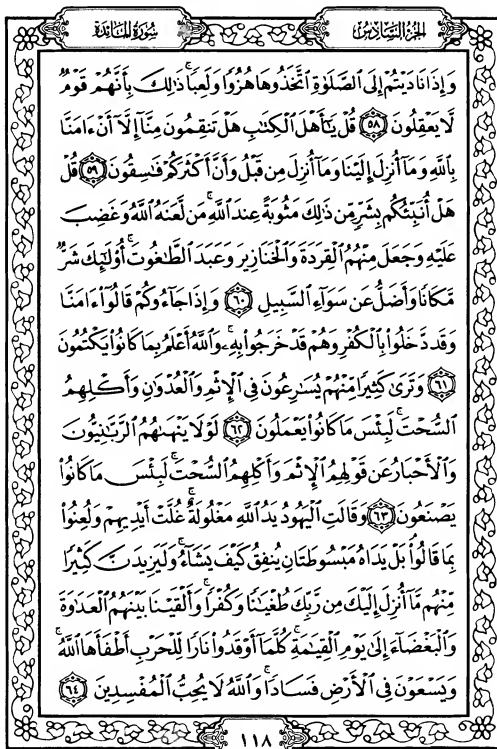 الجزء السادس
سورة المائدة
وَإِذَا نَادَيْتُمْ إِلَى ٱلصَّلَوٰةِ ٱتَّخَذُوهَا هُزُوًا وَلَعِبًا ۚ ذَٰلِكَ بِأَنَّهُمْ قَوْمٌ
لَّا يَعْقِلُونَ ٥٨ قُلْ يَٰٓأَهْلَ ٱلْكِتَٰبِ هَلْ تَنقِمُونَ مِنَّآ إِلَّآ أَنْ ءَامَنَّا
بِٱللَّهِ وَمَآ أُنزِلَ إِلَيْنَا وَمَآ أُنزِلَ مِن قَبْلُ وَأَنَّ أَكْثَرَكُمْ فَٰسِقُونَ ٥٩ قُلْ
هَلْ أُنَبِّئُكُم بِشَرٍّ مِّن ذَٰلِكَ مَثُوبَةً عِندَ ٱللَّهِ ۚ مَن لَّعَنَهُ ٱللَّهُ وَغَضِبَ
عَلَيْهِ وَجَعَلَ مِنْهُمُ ٱلْقِرَدَةَ وَٱلْخَنَازِيرَ وَعَبَدَ ٱلطَّٰغُوتَ ۚ أُو۟لَٰٓئِكَ شَرٌّ
مَّكَانًا وَأَضَلُّ عَن سَوَآءِ ٱلسَّبِيلِ ٦٠ وَإِذَا جَآءُوكُمْ قَالُوٓا۟ ءَامَنَّا
وَقَد دَّخَلُوا۟ بِٱلْكُفْرِ وَهُمْ قَدْ خَرَجُوا۟ بِهِۦ ۚ وَٱللَّهُ أَعْلَمُ بِمَا كَانُوا۟ يَكْتُمُونَ
٦١ وَتَرَىٰ كَثِيرًا مِّنْهُمْ يُسَٰرِعُونَ فِى ٱلْإِثْمِ وَٱلْعُدْوَٰنِ وَأَكْلِهِمُ
ٱلسُّحْتَ ۚ لَبِئْسَ مَا كَانُوا۟ يَعْمَلُونَ ٦٢ لَوْلَا يَنْهَىٰهُمُ ٱلرَّبَّٰنِيُّونَ
وَٱلْأَحْبَارُ عَن قَوْلِهِمُ ٱلْإِثْمَ وَأَكْلِهِمُ ٱلسُّحْتَ ۚ لَبِئْسَ مَا كَانُوا۟
يَصْنَعُونَ ٦٣ وَقَالَتِ ٱلْيَهُودُ يَدُ ٱللَّهِ مَغْلُولَةٌ ۚ غُلَّتْ أَيْدِيهِمْ وَلُعِنُوا۟
بِمَا قَالُوا۟ ۘ بَلْ يَدَاهُ مَبْسُوطَتَانِ يُنفِقُ كَيْفَ يَشَآءُ ۚ وَلَيَزِيدَنَّ كَثِيرًا
مِّنْهُم مَّآ أُنزِلَ إِلَيْكَ مِن رَّبِّكَ طُغْيَٰنًا وَكُفْرًا ۚ وَأَلْقَيْنَا بَيْنَهُمُ ٱلْعَدَٰوَةَ
وَٱلْبَغْضَآءَ إِلَىٰ يَوْمِ ٱلْقِيَٰمَةِ ۚ كُلَّمَآ أَوْقَدُوا۟ نَارًا لِّلْحَرْبِ أَطْفَأَهَا ٱللَّهُ ۚ
وَيَسْعَوْنَ فِى ٱلْأَرْضِ فَسَادًا ۚ وَٱللَّهُ لَا يُحِبُّ ٱلْمُفْسِدِينَ ٦٤
١١٨